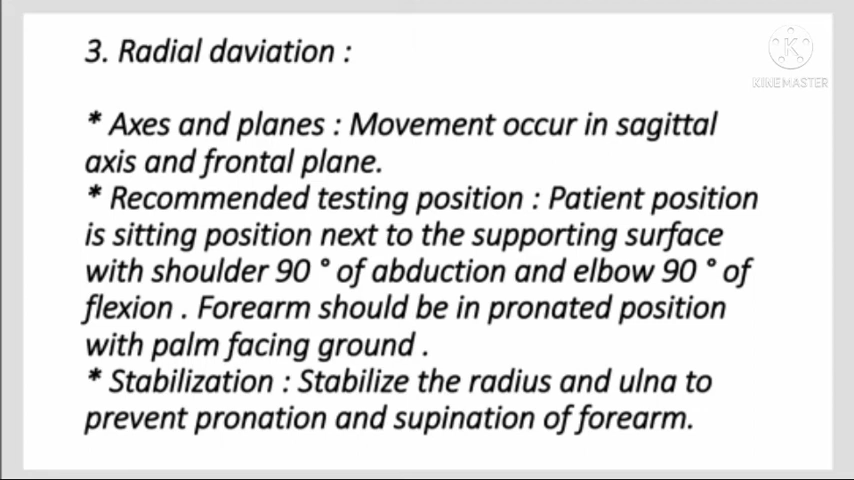 3. Radial daviation :
KINEMASTER
* Axes and planes : Movement occur in sagittal
axis and frontal plane.
* Recommended testing position : Patient position
is sitting position next to the supporting surface
with shoulder 90 ° of abduction and elbow 90 ° of
flexion . Forearm should be in pronated position
with palm facing ground .
* Stabilization : Stabilize the radius and ulna to
prevent pronation and supination of forearm.